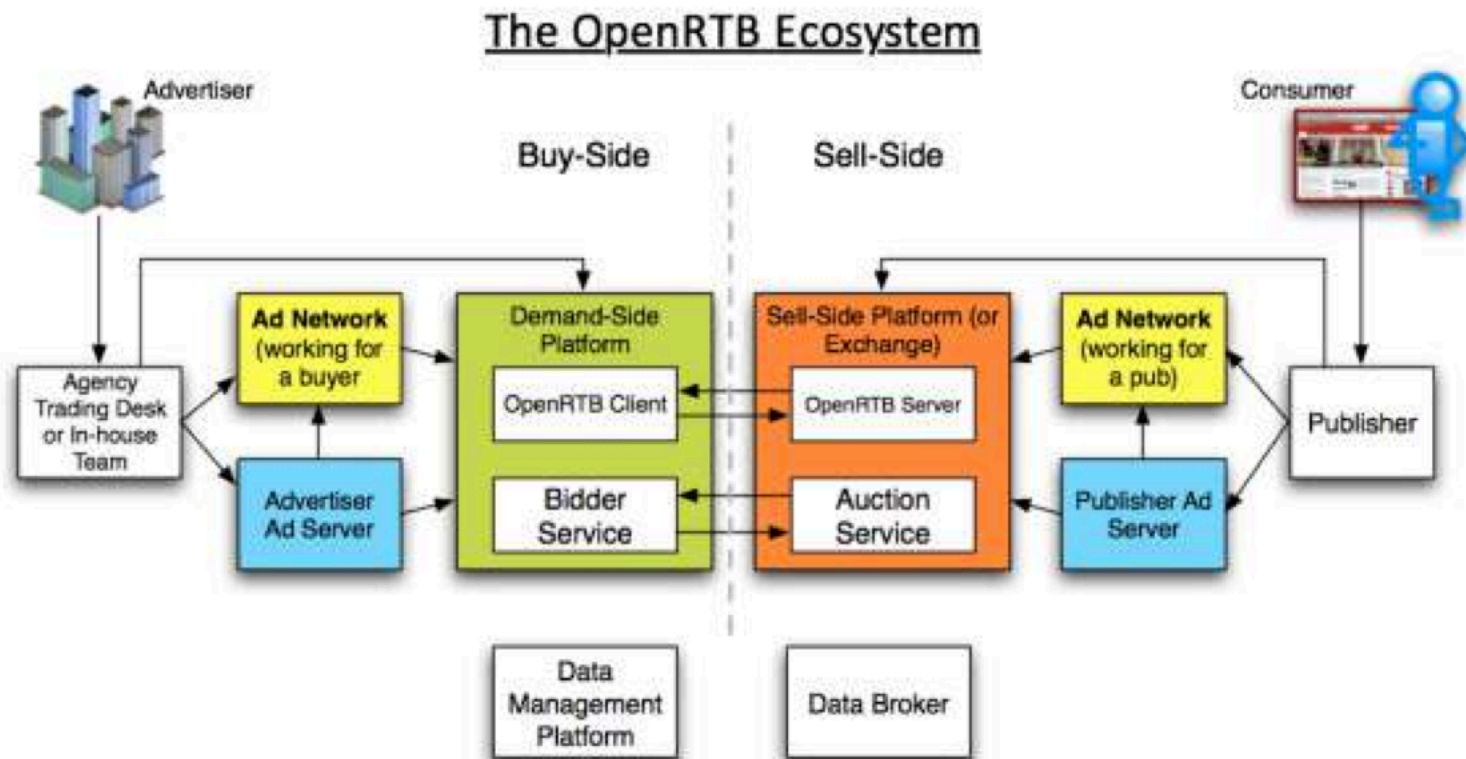 The OpenRTB Ecosystem
Advertiser
Consumer
Buy-Side
Sell-Side
Ad Network
(working for
a buyer
Demand-Side
Platform
Sell-Side Platform (or
Exchange)
Ad Network
(working for
a pub)
Agency
Trading Desk
or In-house
Team
OpenRTB Client
OpenRTB Server
Publisher
Advertiser
Ad Server
Bidder
Service
Auction
Service
Publisher Ad
Server
Data
Management
Platform
Data Broker